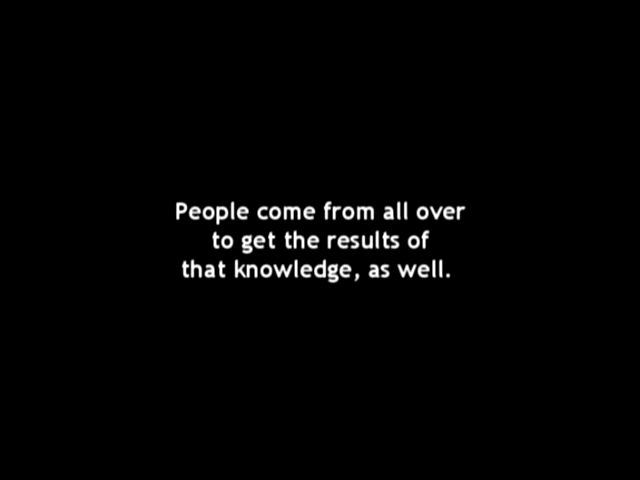 People come from all over
to get the results of
that knowledge, as well.